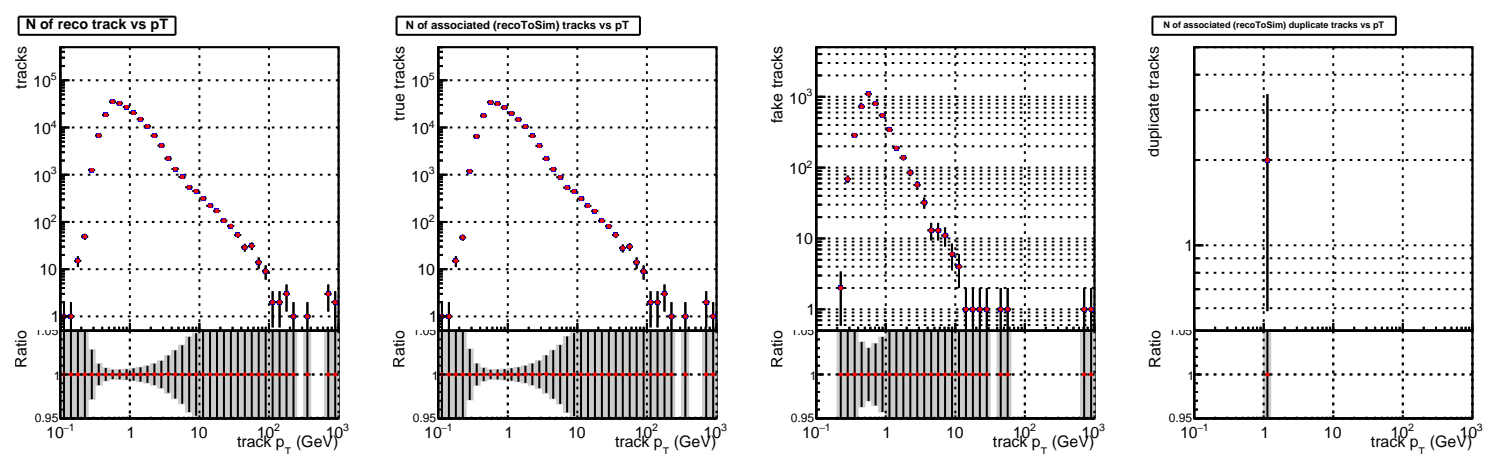 N of reco track vs pT
tracks
10^5
10^4
10^3
10^2
10
1
Ratio
1.05
1
0.95
10^-1 1 10 10^2 10^3
track p_T (GeV)
N of associated (recoToSim) tracks vs pT
true tracks
10^5
10^4
10^3
10^2
10
1
Ratio
1.05
1
0.95
10^-1 1 10 10^2 10^3
track p_T (GeV)
fake tracks
10^3
10^2
10
1
Ratio
1.05
1
0.95
10^-1 1 10 10^2 10^3
track p_T (GeV)
N of associated (recoToSim) duplicate tracks vs pT
duplicate tracks
1
Ratio
1.05
1
0.95
10^-1 1 10 10^2 10^3
track p_T (GeV)